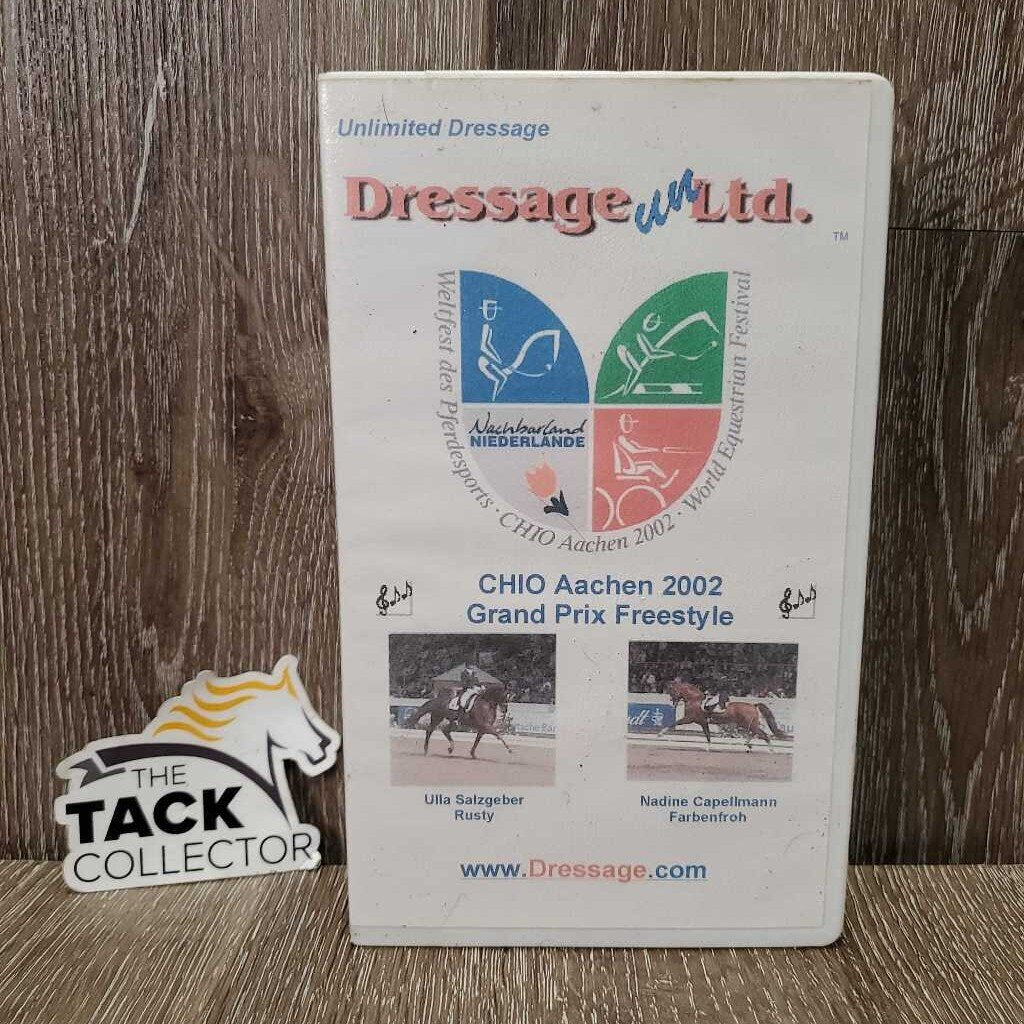 Unlimited Dressage
Dressage un Ltd.
TM
Weltfest des Pferdesports · CHIO Aachen 2002 · World Equestrian Festival
Nachbarland
NIEDERLANDE
CHIO Aachen 2002
Grand Prix Freestyle
Ulla Salzgeber
Rusty
Nadine Capellmann
Farbenfroh
www.Dressage.com
THE
TACK
COLLECTOR